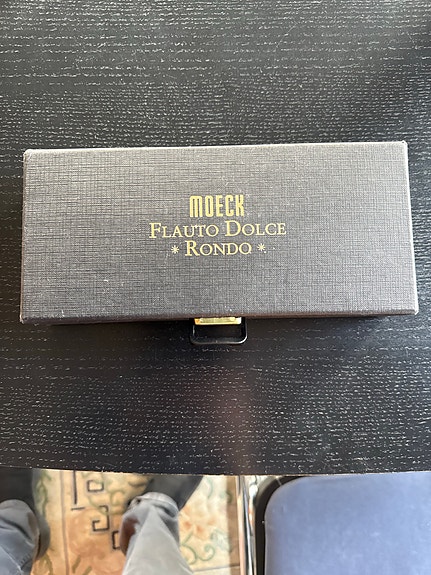 MOECK
FLAUTO DOLCE
* RONDO *